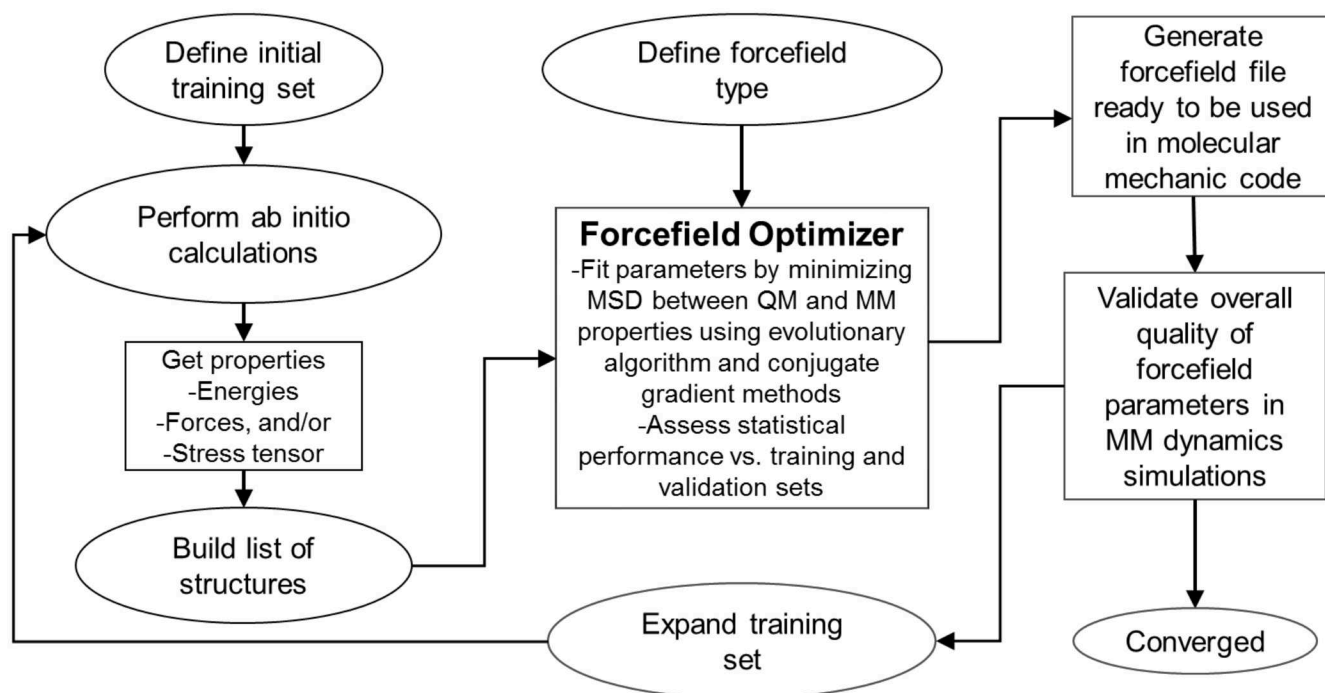 Define initial
training set
Perform ab initio
calculations
Get properties
-Energies
-Forces, and/or
-Stress tensor
Build list of
structures
Define forcefield
type
Forcefield Optimizer
-Fit parameters by minimizing
MSD between QM and MM
properties using evolutionary
algorithm and conjugate
gradient methods
-Assess statistical
performance vs. training and
validation sets
Expand training
set
Generate
forcefield file
ready to be used
in molecular
mechanic code
Validate overall
quality of
forcefield
parameters in
MM dynamics
simulations
Converged